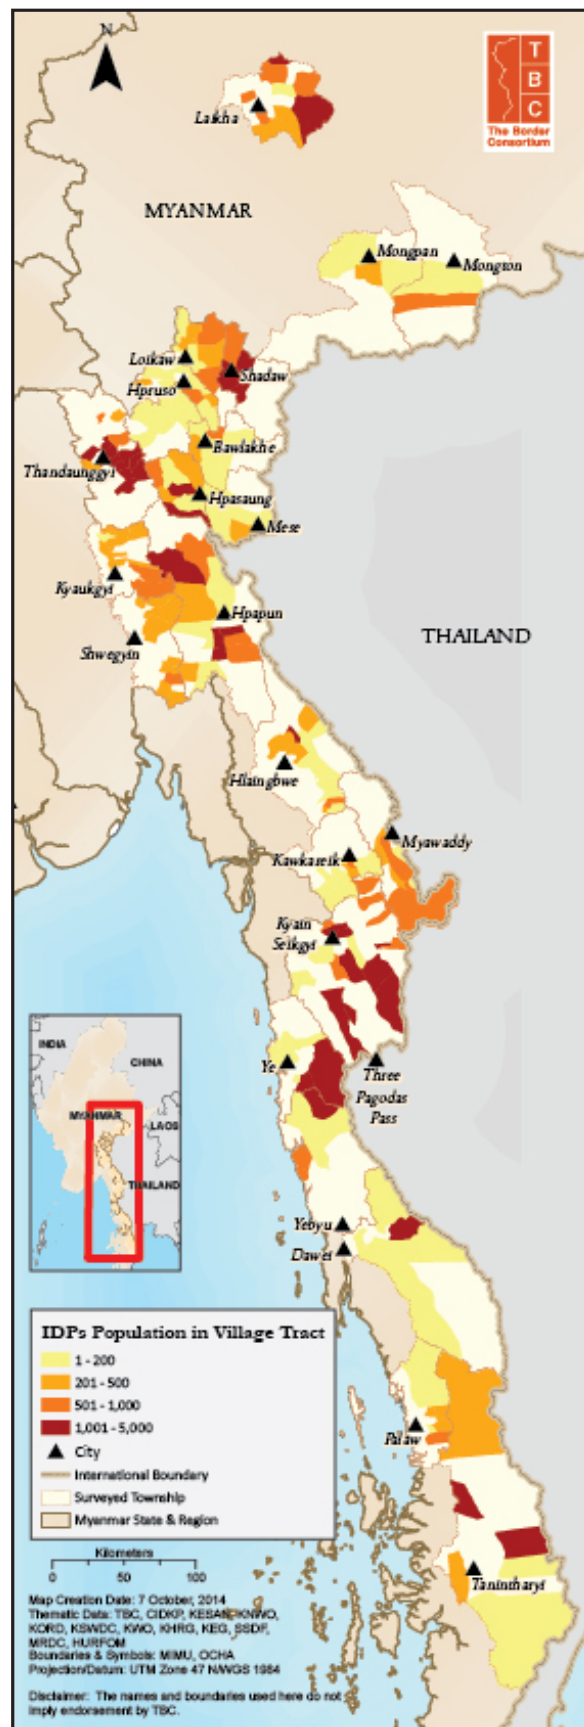 N
T
B
C
The Border
Consortium
Laikha
MYANMAR
Mongpan
Mongton
Loikaw
Shadaw
Hpruso
Bawlakhe
Thandaunggyi
Hpasaung
Mese
Kyaukgyi
Hpapun
Shwegyin
THAILAND
Hlaingbwe
Myawaddy
Kawkareik
Kyain
Seikgyi
Ye
Three
Pagodas
Pass
INDIA
CHINA
MYANMAR
LAOS
THAILAND
Yebyu
Dawei
IDPs Population in Village Tract
1 - 200
201 - 500
501 - 1,000
1,001 - 5,000
City
International Boundary
Surveyed Township
Myanmar State & Region
Palaw
Kilometers
0 50 100
Tanintharyi
Map Creation Date: 7 October, 2014
Thematic Data: TBC, CIDKP, KESAN, KNWO,
KORD, KSWDC, KWO, KHRG, KEG, SSDF,
MRDC, HURFOM
Boundaries & Symbols: MIMU, OCHA
Projection/Datum: UTM Zone 47 N/WGS 1984
Disclaimer: The names and boundaries used here do not
imply endorsement by TBC.